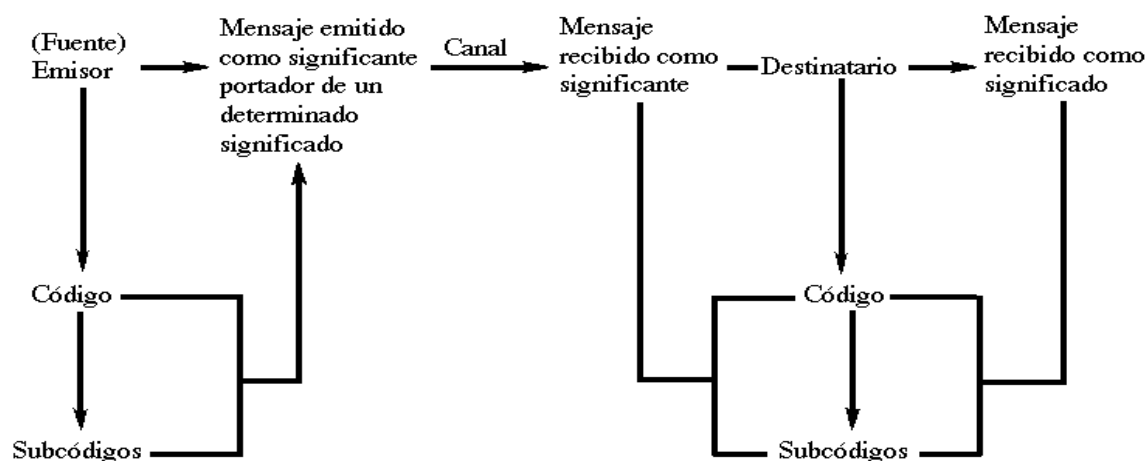 (Fuente)
Emisor
Mensaje emitido
como significante
portador de un
determinado
significado
Canal
Mensaje
recibido como
significante
Destinatario
Mensaje
recibido como
significado
Código
Subcódigos
Código
Subcódigos